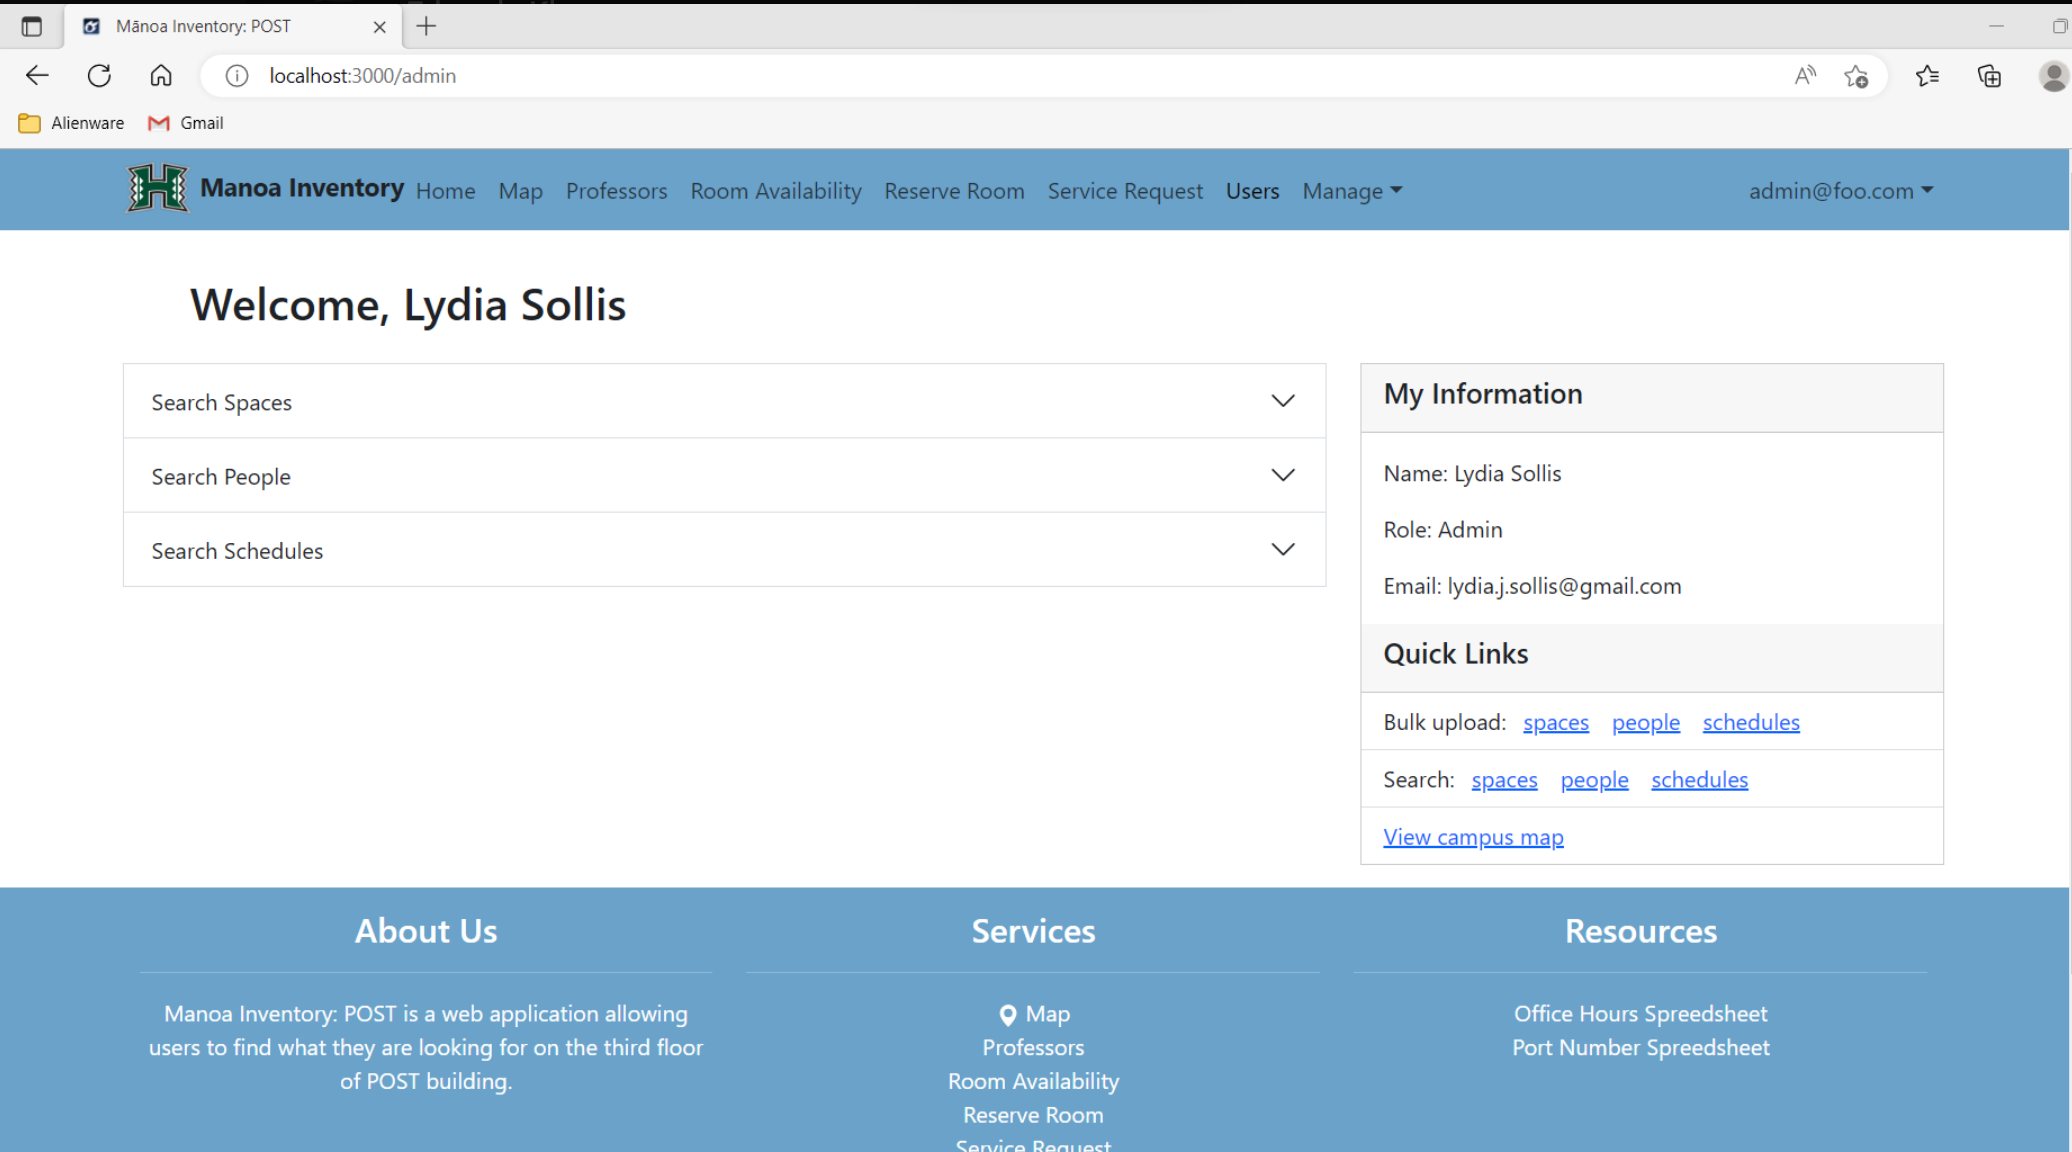 Mānoa Inventory: POST
localhost:3000/admin
Alienware Gmail
Manoa Inventory Home Map Professors Room Availability Reserve Room Service Request Users Manage admin@foo.com
Welcome, Lydia Sollis
Search Spaces
Search People
Search Schedules
My Information
Name: Lydia Sollis
Role: Admin
Email: lydia.j.sollis@gmail.com
Quick Links
Bulk upload: spaces people schedules
Search: spaces people schedules
View campus map
About Us
Manoa Inventory: POST is a web application allowing
users to find what they are looking for on the third floor
of POST building.
Services
Map
Professors
Room Availability
Reserve Room
Service Request
Resources
Office Hours Spreedsheet
Port Number Spreedsheet